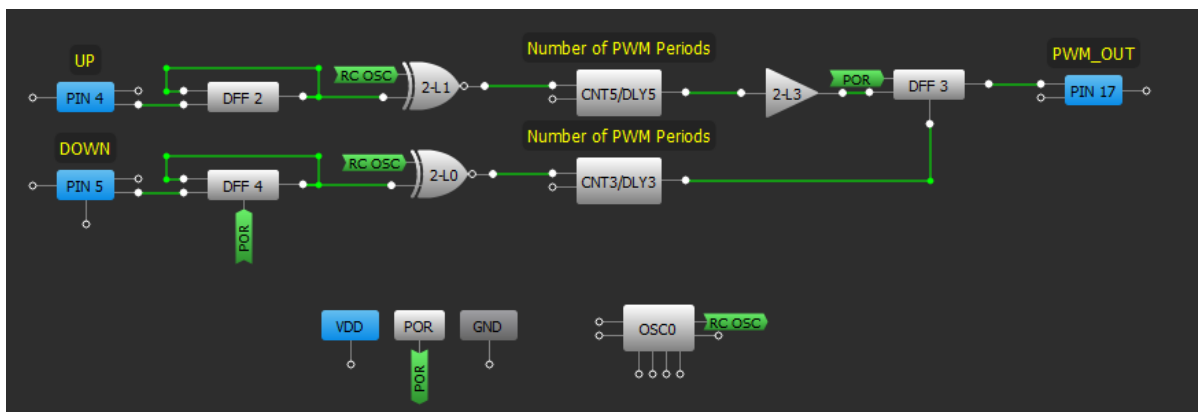 UP
Number of PWM Periods
PWM_OUT
PIN 4
DFF 2
RC OSC
2-L1
CNT5/DLY5
2-L3
POR
DFF 3
PIN 17
DOWN
Number of PWM Periods
PIN 5
DFF 4
RC OSC
2-L0
CNT3/DLY3
POR
VDD
POR
GND
OSC0
RC OSC
POR